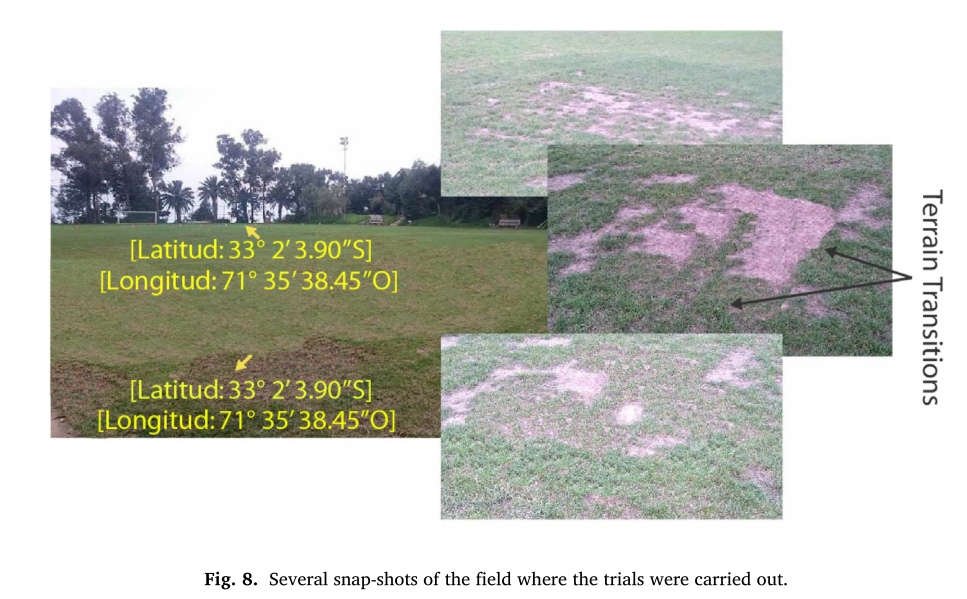 [Latitud: 33° 2' 3.90"S]
[Longitud: 71° 35' 38.45"O]
[Latitud: 33° 2' 3.90"S]
[Longitud: 71° 35' 38.45"O]
Terrain Transitions
Fig. 8. Several snap-shots of the field where the trials were carried out.